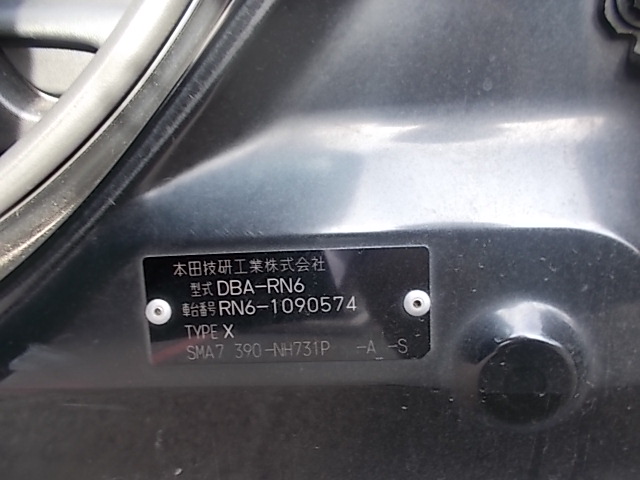 本田技研工業株式会社
型式 DBA-RN6
車台番号 RN6-1090574
TYPE X
SMA7 390-NH731P -A_-S